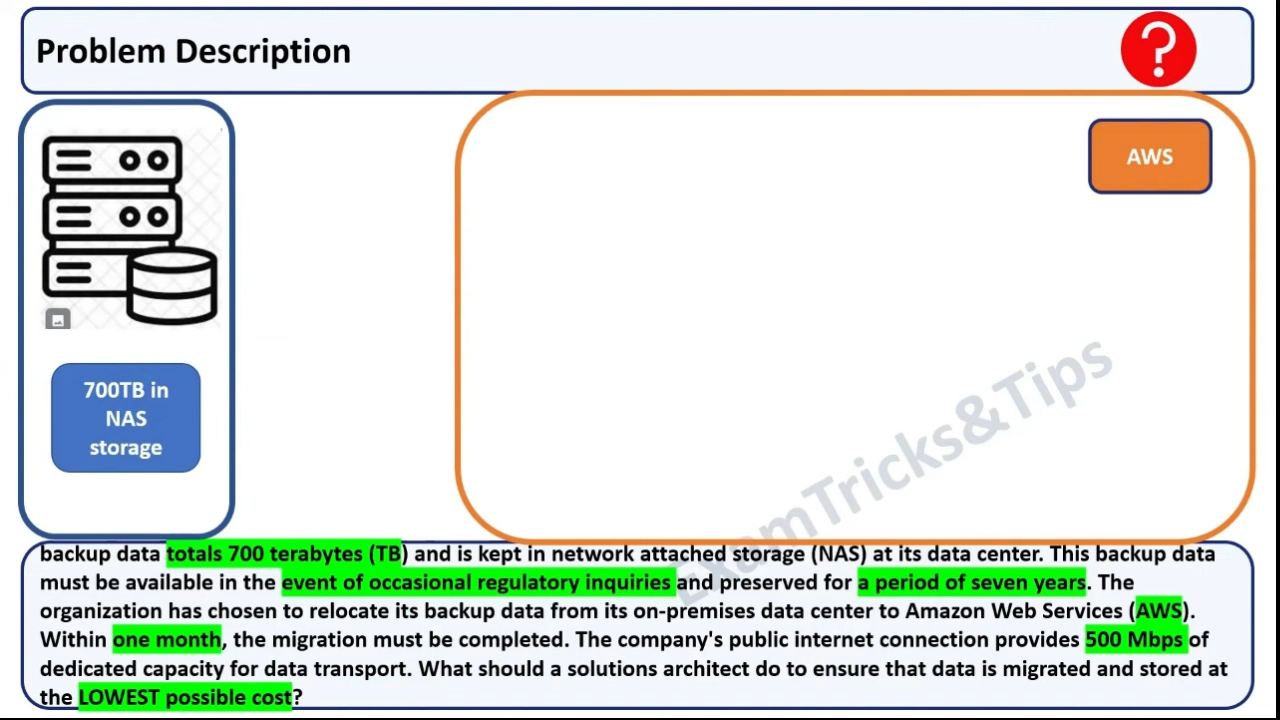 Problem Description
?
AWS
700TB in
NAS
storage
ExamTricks&Tips
backup data totals 700 terabytes (TB) and is kept in network attached storage (NAS) at its data center. This backup data
must be available in the event of occasional regulatory inquiries and preserved for a period of seven years. The
organization has chosen to relocate its backup data from its on-premises data center to Amazon Web Services (AWS).
Within one month, the migration must be completed. The company's public internet connection provides 500 Mbps of
dedicated capacity for data transport. What should a solutions architect do to ensure that data is migrated and stored at
the LOWEST possible cost?